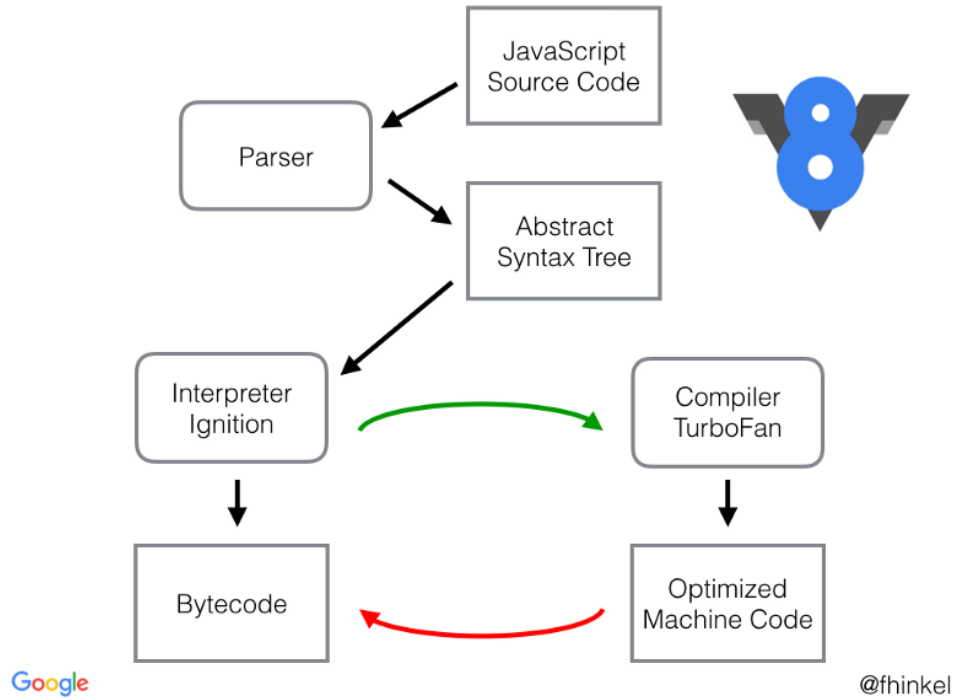 JavaScript
Source Code
Parser
Abstract
Syntax Tree
Interpreter
Ignition
Compiler
TurboFan
Bytecode
Optimized
Machine Code
Google
@fhinkel